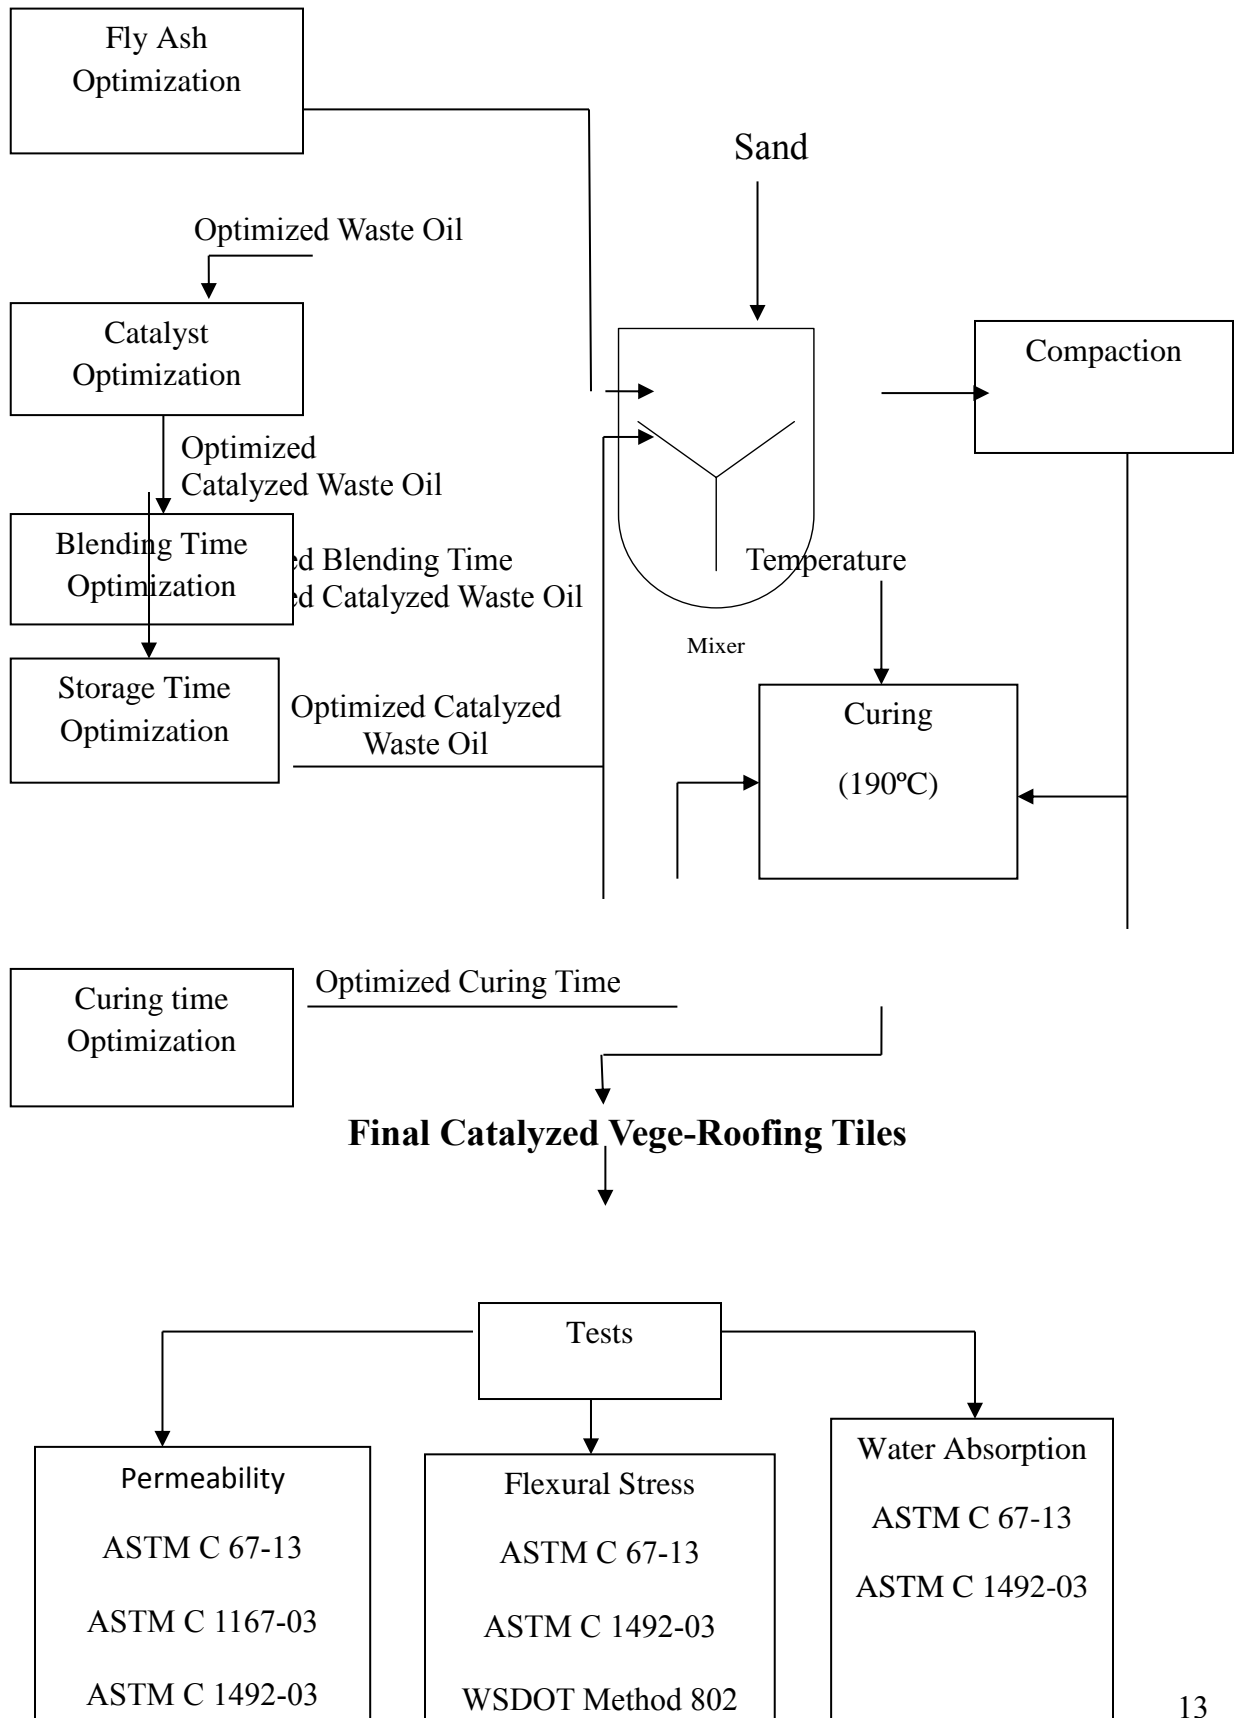 Fly Ash
Optimization
Sand
Optimized Waste Oil
Catalyst
Optimization
Compaction
Optimized
Catalyzed Waste Oil
Blending Time
Optimization
ed Blending Time
ed Catalyzed Waste Oil
Temperature
Mixer
Storage Time
Optimization
Optimized Catalyzed
Waste Oil
Curing
(190ºC)
Curing time
Optimization
Optimized Curing Time
Final Catalyzed Vege-Roofing Tiles
Tests
Permeability
ASTM C 67-13
ASTM C 1167-03
ASTM C 1492-03
Flexural Stress
ASTM C 67-13
ASTM C 1492-03
WSDOT Method 802
Water Absorption
ASTM C 67-13
ASTM C 1492-03
13